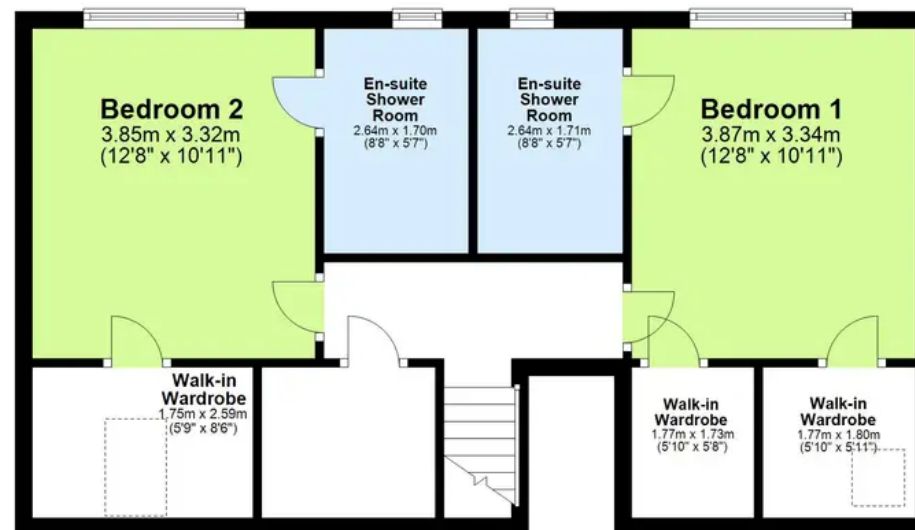 Bedroom 2
3.85m x 3.32m
(12'8" x 10'11")
En-suite
Shower
Room
2.64m x 1.70m
(8'8" x 5'7")
En-suite
Shower
Room
2.64m x 1.71m
(8'8" x 5'7")
Bedroom 1
3.87m x 3.34m
(12'8" x 10'11")
Walk-in
Wardrobe
1.75m x 2.59m
(5'9" x 8'6")
Walk-in
Wardrobe
1.77m x 1.73m
(5'10" x 5'8")
Walk-in
Wardrobe
1.77m x 1.80m
(5'10" x 5'11")